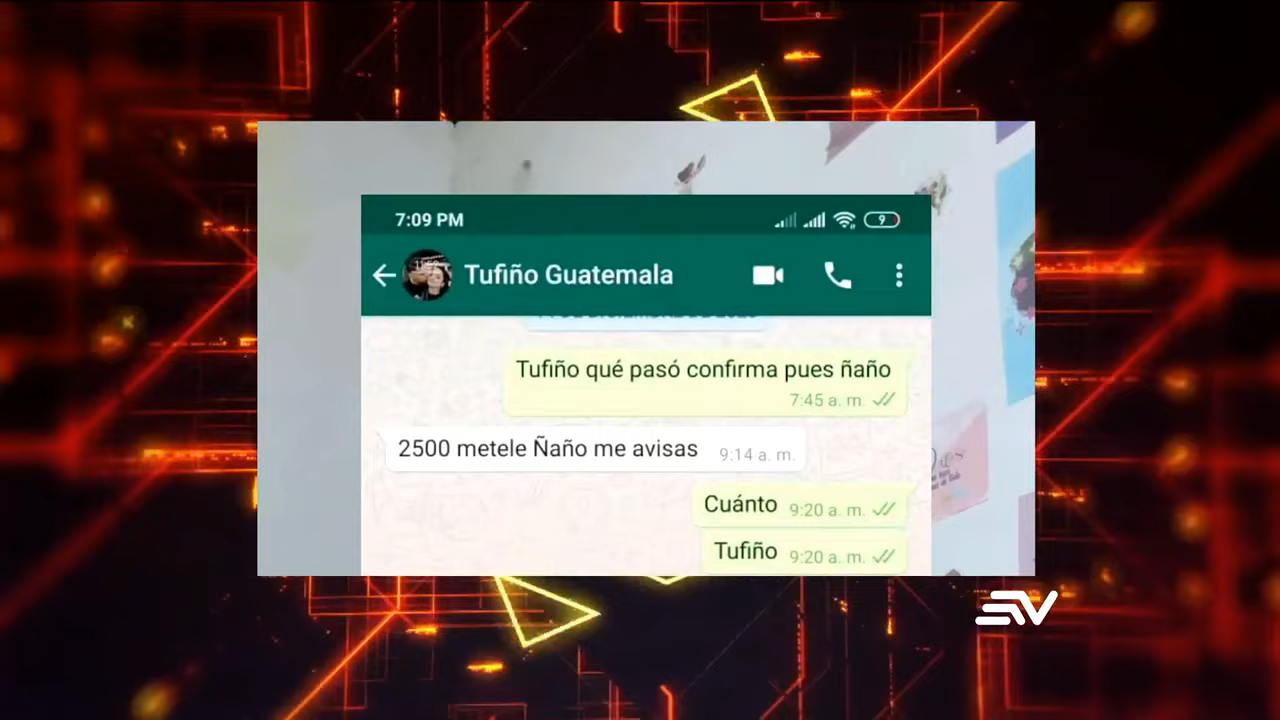 7:09 PM
9
Tufiño Guatemala
Tufiño qué pasó confirma pues ñaño
7:45 a. m.
2500 metele Ñaño me avisas 9:14 a. m.
Cuánto 9:20 a. m.
Tufiño 9:20 a. m.